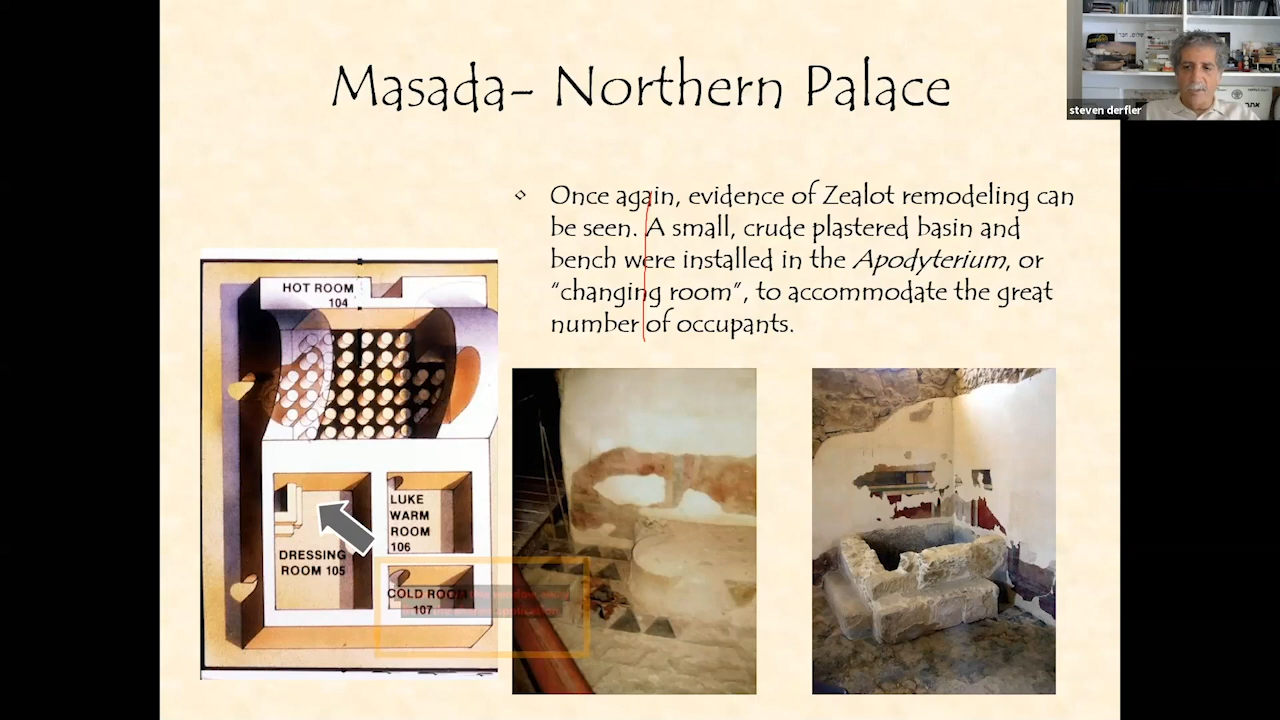 Masada- Northern Palace
steven derfler
Once again, evidence of Zealot remodeling can
be seen. A small, crude plastered basin and
bench were installed in the Apodyterium, or
“changing room”, to accommodate the great
number of occupants.
HOT ROOM
104
LUKE
WARM
ROOM
106
DRESSING
ROOM 105
COLD ROOM
107